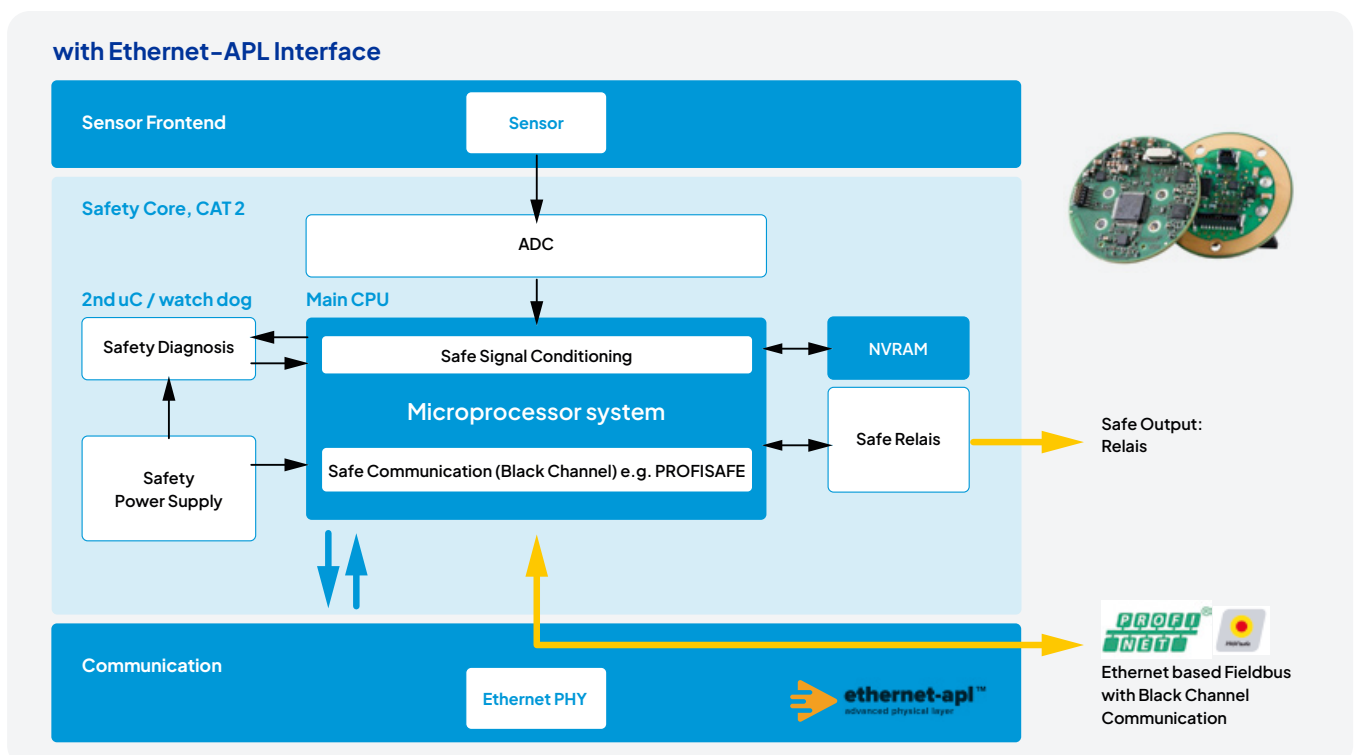 with Ethernet-APL Interface
Sensor Frontend
Sensor
Safety Core, CAT 2
ADC
2nd uC / watch dog
Main CPU
Safety Diagnosis
Safe Signal Conditioning
NVRAM
Microprocessor system
Safe Relais
Safe Output:
Relais
Safety
Power Supply
Safe Communication (Black Channel) e.g. PROFISAFE
PROFI
NET
Communication
Ethernet PHY
ethernet-apl™
advanced physical layer
Ethernet based Fieldbus
with Black Channel
Communication